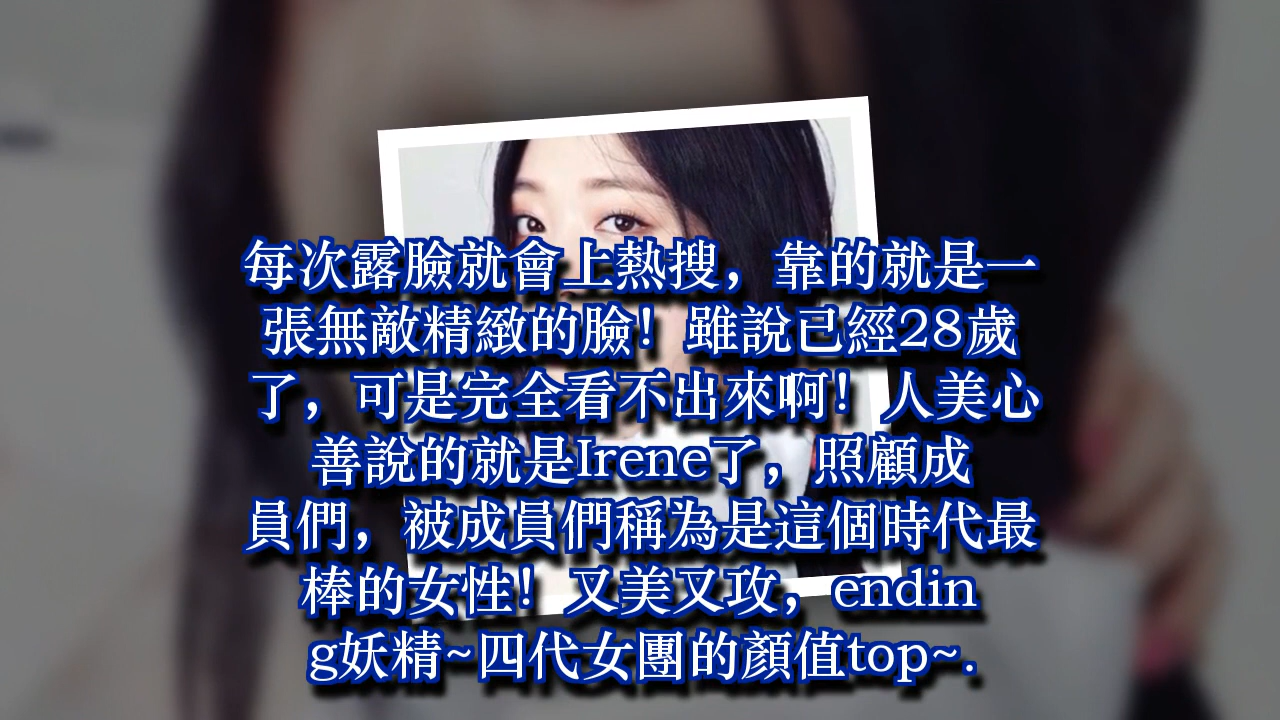 每次露臉就會上熱搜，靠的就是一
張無敵精緻的臉！雖說已經28歲
了，可是完全看不出來啊！人美心
善說的就是Irene了，照顧成
員們，被成員們稱為是這個時代最
棒的女性！又美又攻，endin
g妖精~四代女團的顏值top~.